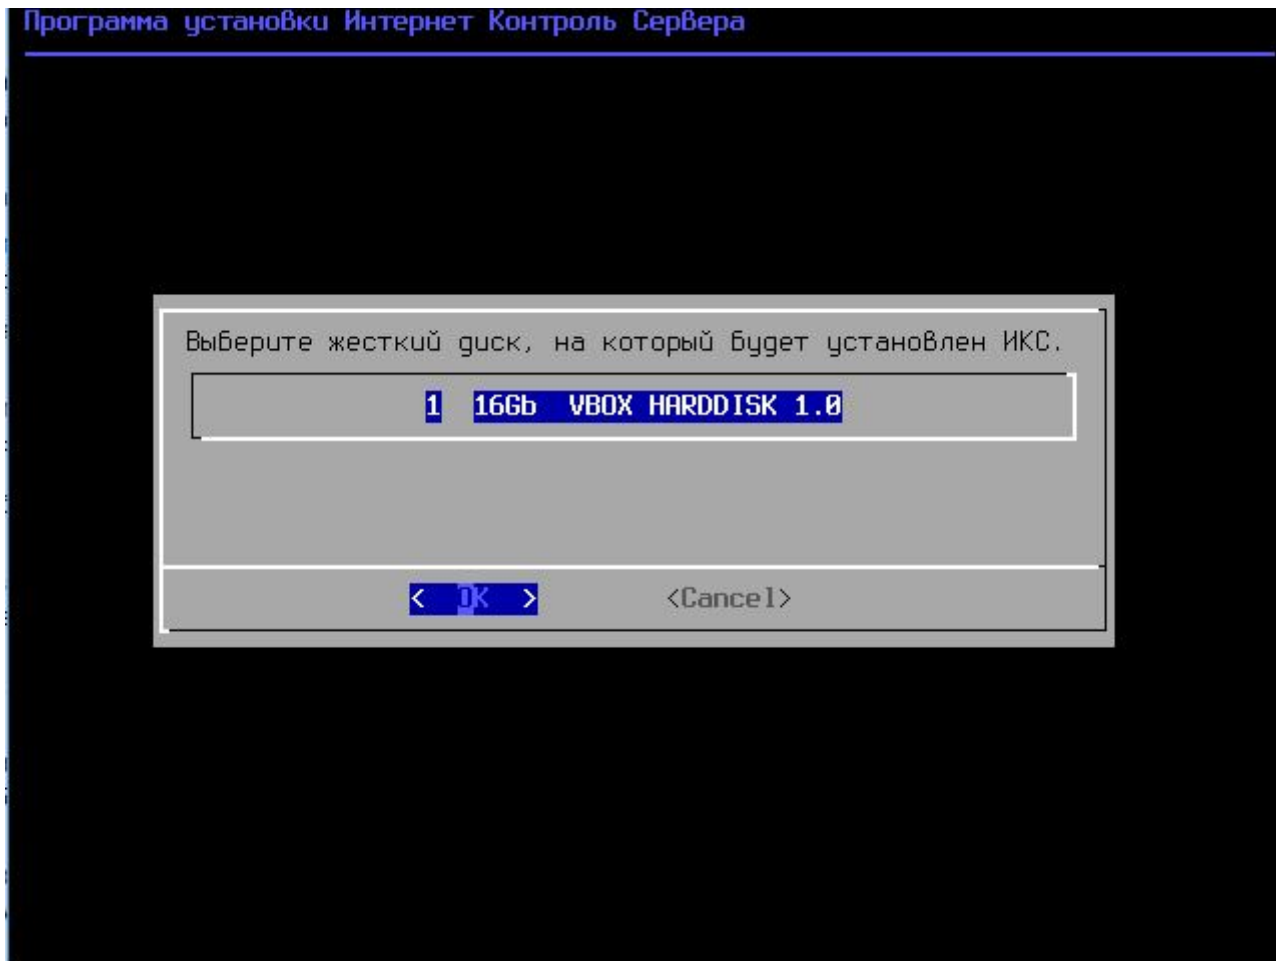 Программа установки Интернет Контроль Сервера
Выберите жесткий диск, на который будет установлен ИКС.
1 16Gb VBOX HARDDISK 1.0
< OK > <Cancel>